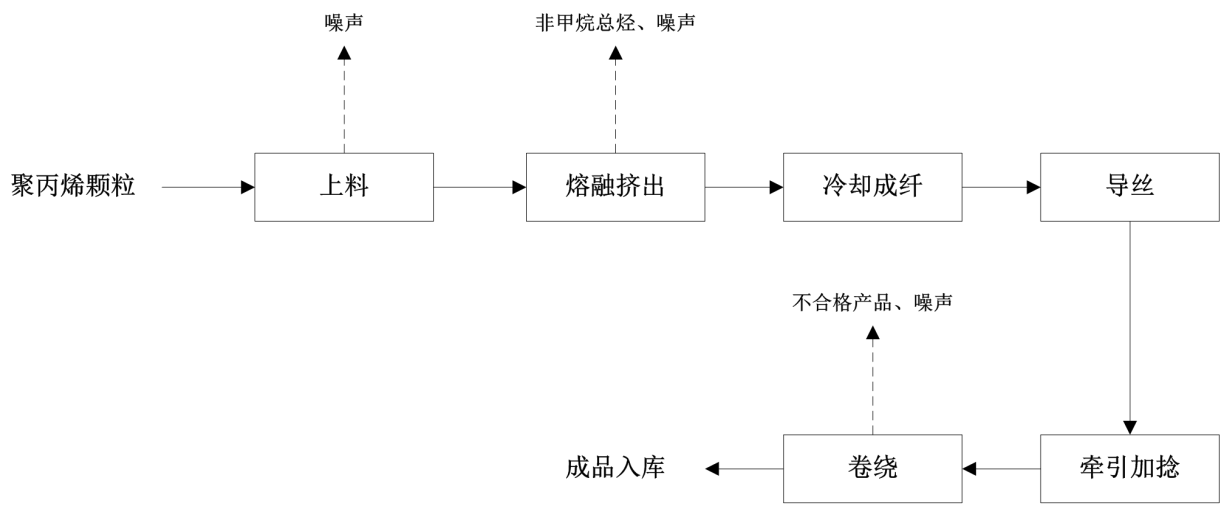 噪声
非甲烷总烃、噪声
聚丙烯颗粒
上料
熔融挤出
冷却成纤
导丝
不合格产品、噪声
成品入库
卷绕
牵引加捻